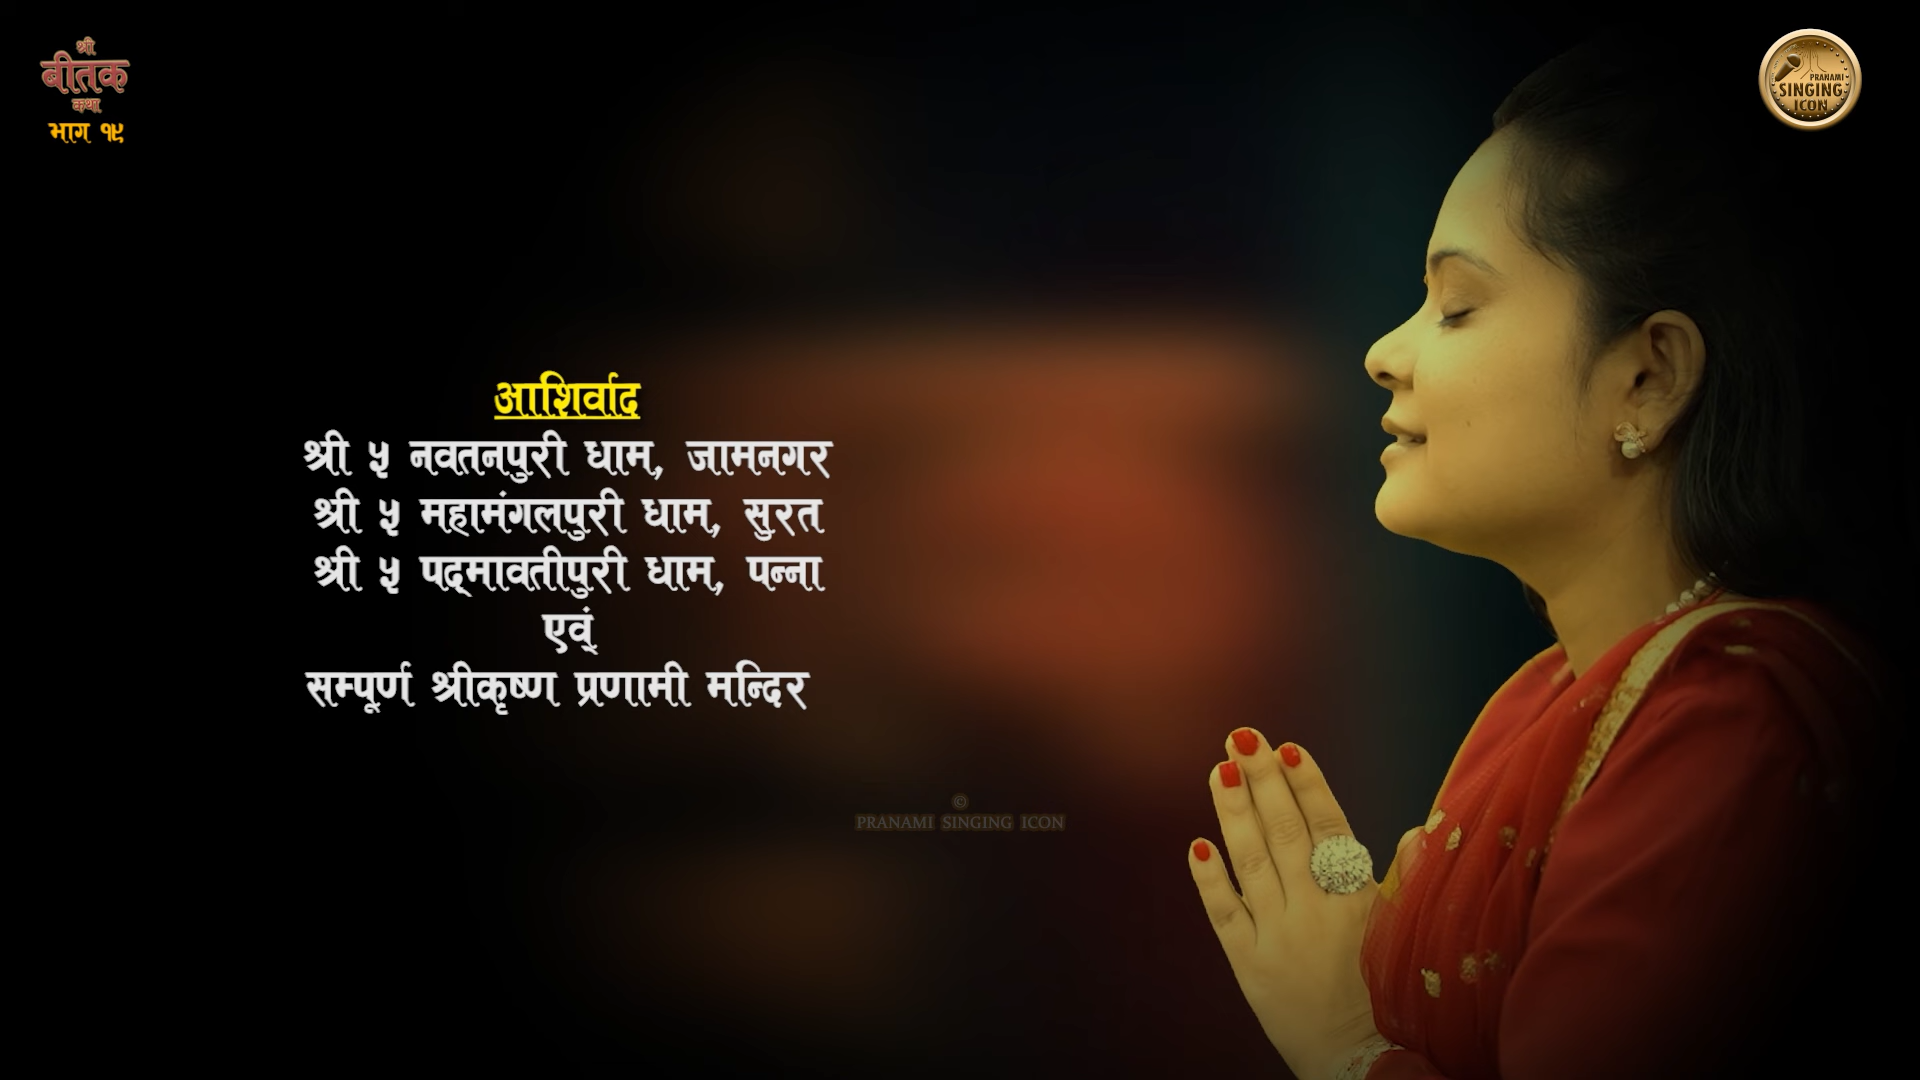 श्री
बीतक
कथा
भाग १९
PRANAMI
SINGING
ICON
आशिर्वाद
श्री ५ नवतनपुरी धाम, जामनगर
श्री ५ महामंगलपुरी धाम, सुरत
श्री ५ पद्मावतीपुरी धाम, पन्ना
एवं्
सम्पूर्ण श्रीकृष्ण प्रणामी मन्दिर
©
PRANAMI SINGING ICON